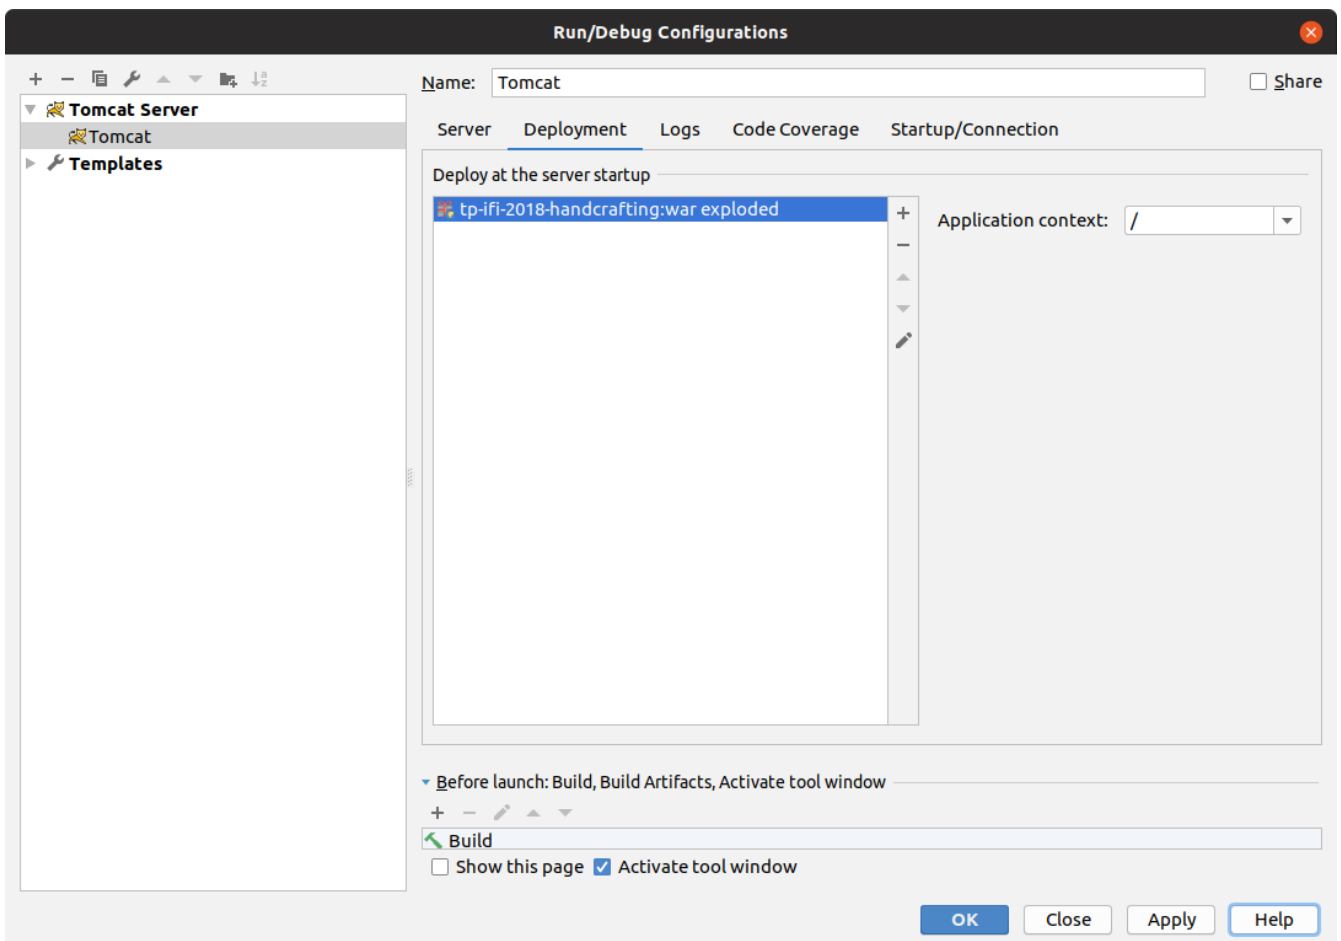 Run/Debug Configurations
Name: Tomcat
Share
Tomcat Server
Tomcat
Templates
Server Deployment Logs Code Coverage Startup/Connection
Deploy at the server startup
tp-ifi-2018-handcrafting:war exploded
Application context: /
Before launch: Build, Build Artifacts, Activate tool window
Build
Show this page Activate tool window
OK Close Apply Help